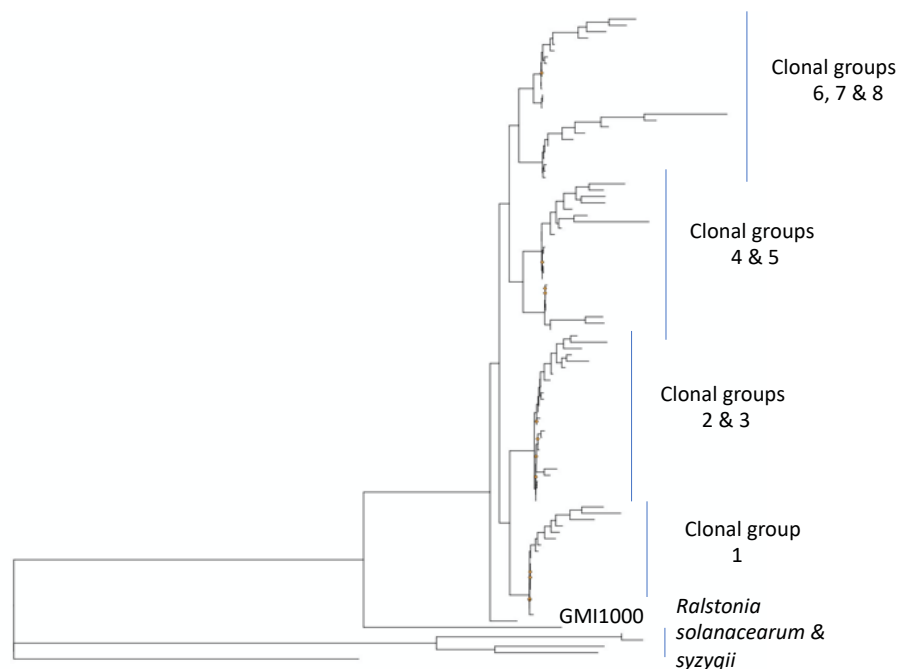 Clonal groups
6, 7 & 8
Clonal groups
4 & 5
Clonal groups
2 & 3
Clonal group
1
GMI1000
Ralstonia
solanacearum &
syzygii